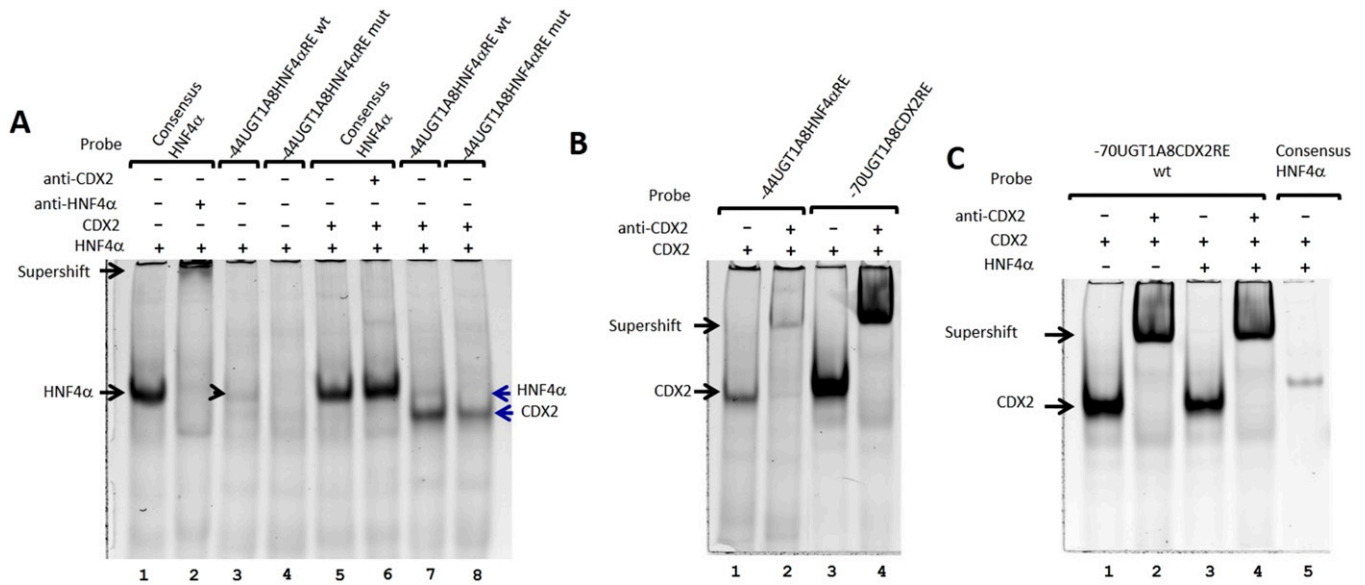 A
Probe
Consensus
HNF4α
-44UGT1A8HNF4αRE wt
-44UGT1A8HNF4αRE mut
Consensus
HNF4α
-44UGT1A8HNF4αRE wt
-44UGT1A8HNF4αRE mut
anti-CDX2 - - - - - + - -
anti-HNF4α - + - - - - - -
CDX2 - - - - + + + +
HNF4α + + + + + + + +
Supershift
HNF4α
HNF4α
CDX2
1 2 3 4 5 6 7 8
B
Probe
-44UGT1A8HNF4αRE
-70UGT1A8CDX2RE
anti-CDX2 - + - +
CDX2 + + + +
Supershift
CDX2
1 2 3 4
C
Probe
-70UGT1A8CDX2RE
wt
Consensus
HNF4α
anti-CDX2 - + - + -
CDX2 + + + + +
HNF4α - - + + +
Supershift
CDX2
1 2 3 4 5